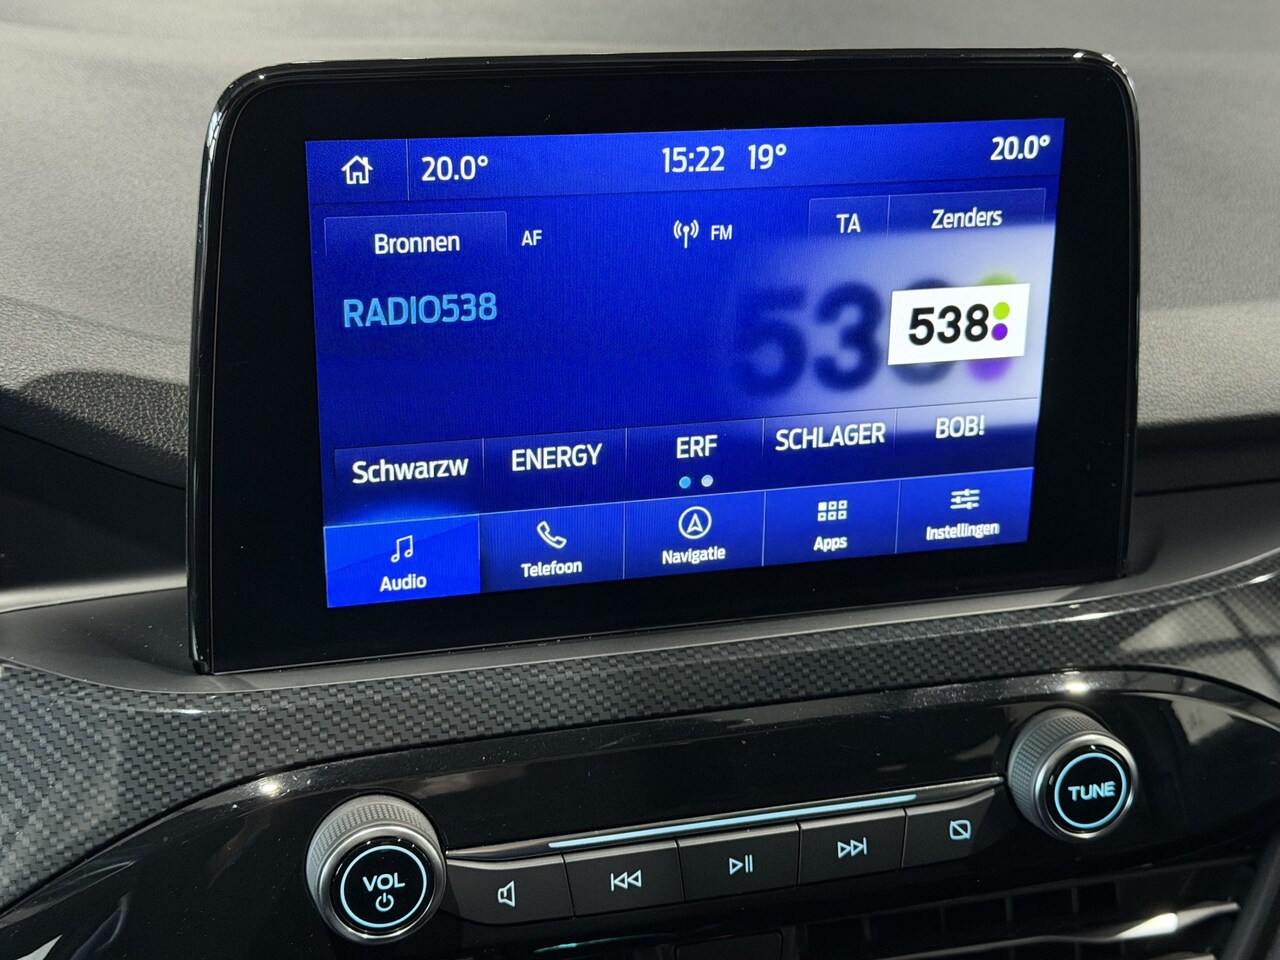 20.0° 15:22 19° 20.0°
Bronnen AF FM TA Zenders
RADIO538
538
538
Schwarzw ENERGY ERF SCHLAGER BOB!
Audio Telefoon Navigatie Apps Instellingen
TUNE
VOL